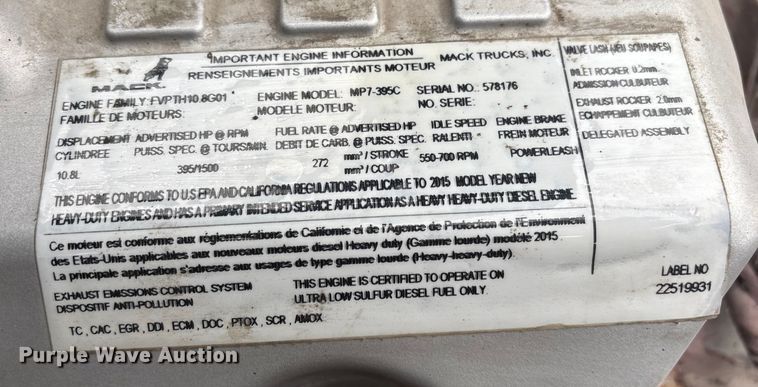 IMPORTANT ENGINE INFORMATION MACK TRUCKS, INC
RENSEIGNEMENTS IMPORTANTS MOTEUR
MACK
ENGINE FAMILY: FVPTH10.8G01 ENGINE MODEL: MP7-395C SERIAL NO.: 578176
FAMILLE DE MOTEURS: MODELE MOTEUR: NO. SERIE:
DISPLACEMENT ADVERTISED HP @ RPM FUEL RATE @ ADVERTISED HP IDLE SPEED ENGINE BRAKE
CYLINDREE PUISS. SPEC. @ TOURS/MIN. DEBIT DE CARB. @ PUISS. SPEC. RALENTI FREIN MOTEUR
10.8L 395/1500 272 mm³ / STROKE 550-700 RPM POWERLEASH
mm³ / COUP
THIS ENGINE CONFORMS TO U.S EPA AND CALIFORNIA REGULATIONS APPLICABLE TO 2015 MODEL YEAR NEW
HEAVY-DUTY ENGINES AND HAS A PRIMARY INTENDED SERVICE APPLICATION AS A HEAVY HEAVY-DUTY DIESEL ENGINE
VALVE LASH (JEU SOUPAPES)
INLET ROCKER 0.2mm
ADMISSION CULBUTEUR
EXHAUST ROCKER 2.0mm
ECHAPPEMENT CULBUTEUR
DELEGATED ASSEMBLY
Ce moteur est conforme aux réglementations de Californie et de l'Agence de Protection de l'Environment
des Etats-Unis applicables aux nouveaux moteurs diesel Heavy duty (Gamme lourde) modélé 2015.
La principale application s'adresse aux usages de type gamme lourde (Heavy-heavy-duty).
EXHAUST EMISSIONS CONTROL SYSTEM
DISPOSITIF ANTI-POLLUTION
THIS ENGINE IS CERTIFIED TO OPERATE ON
ULTRA LOW SULFUR DIESEL FUEL ONLY.
LABEL NO
22519931
TC , CAC , EGR , DDI , ECM , DOC , PTOX , SCR , AMOX
Purple Wave Auction